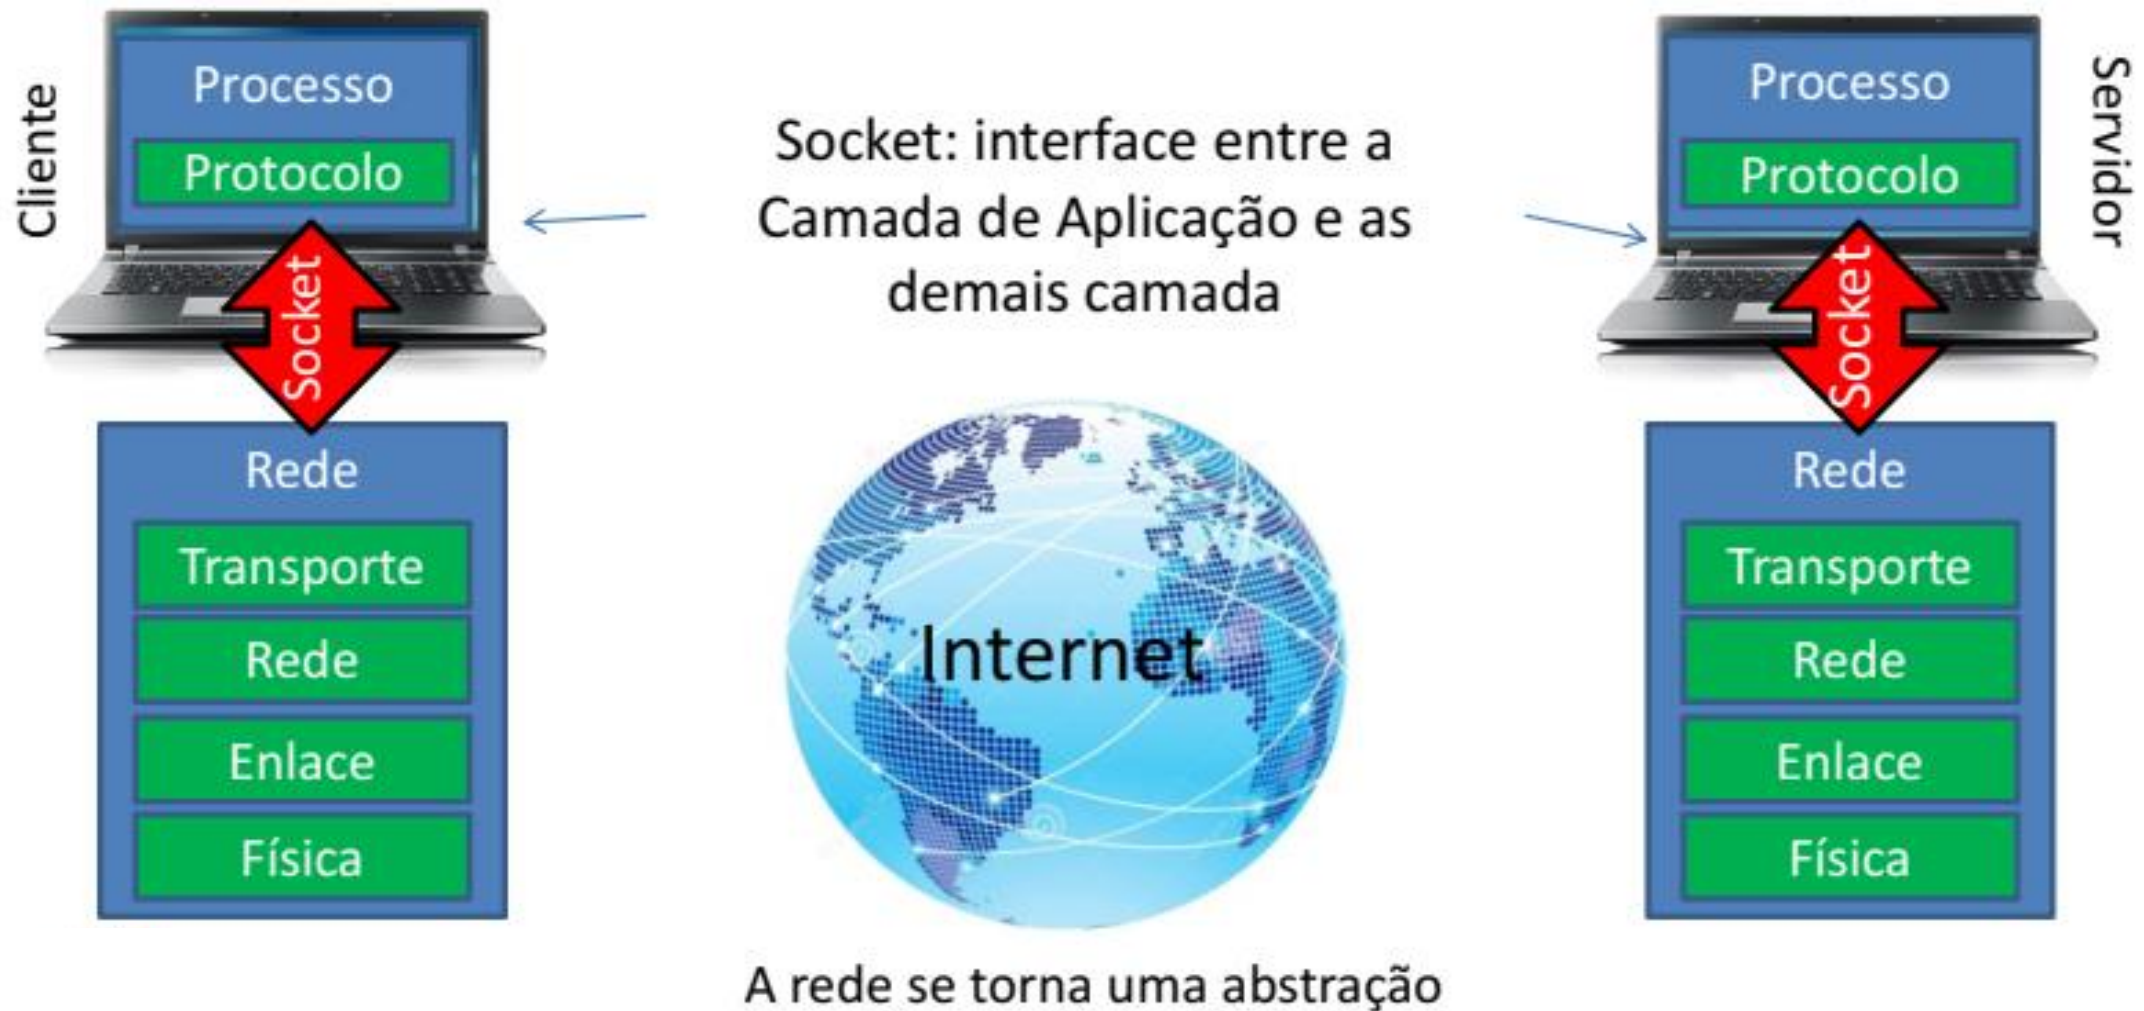 Cliente
Processo
Protocolo
Socket
Rede
Transporte
Rede
Enlace
Física
Socket: interface entre a
Camada de Aplicação e as
demais camada
Internet
A rede se torna uma abstração
Servidor
Processo
Protocolo
Socket
Rede
Transporte
Rede
Enlace
Física